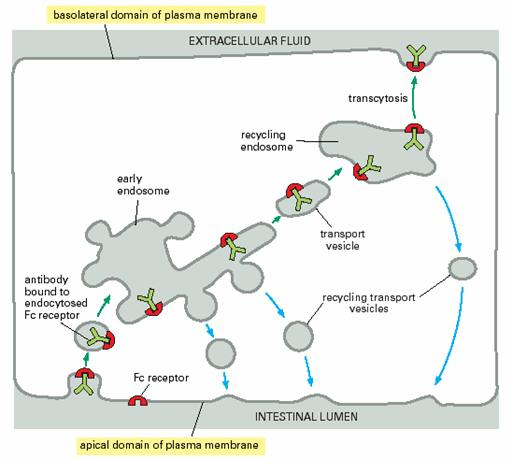 basolateral domain of plasma membrane
EXTRACELLULAR FLUID
transcytosis
recycling
endosome
early
endosome
transport
vesicle
antibody
bound to
endocytosed
Fc receptor
recycling transport
vesicles
Fc receptor
INTESTINAL LUMEN
apical domain of plasma membrane